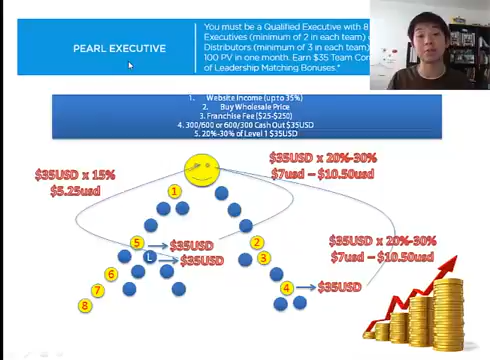 PEARL EXECUTIVE
You must be a Qualified Executive with 8
Executives (minimum of 2 in each team)
Distributors (minimum of 3 in each team)
100 PV in one month. Earn $35 Team
of Leadership Matching Bonuses.*
1. Website Income (up to 35%)
2. Buy Wholesale Price
3. Franchise Fee ($25-$250)
4. 300/600 or 600/300 Cash Out $35USD
5. 20%-30% of Level 1 $35USD
$35USD x 15%
$5.25usd
$35USD x 20%-30%
$7usd – $10.50usd
1
5
$35USD
2
L
$35USD
3
$35USD x 20%-30%
$7usd – $10.50usd
6
7
4
$35USD
8